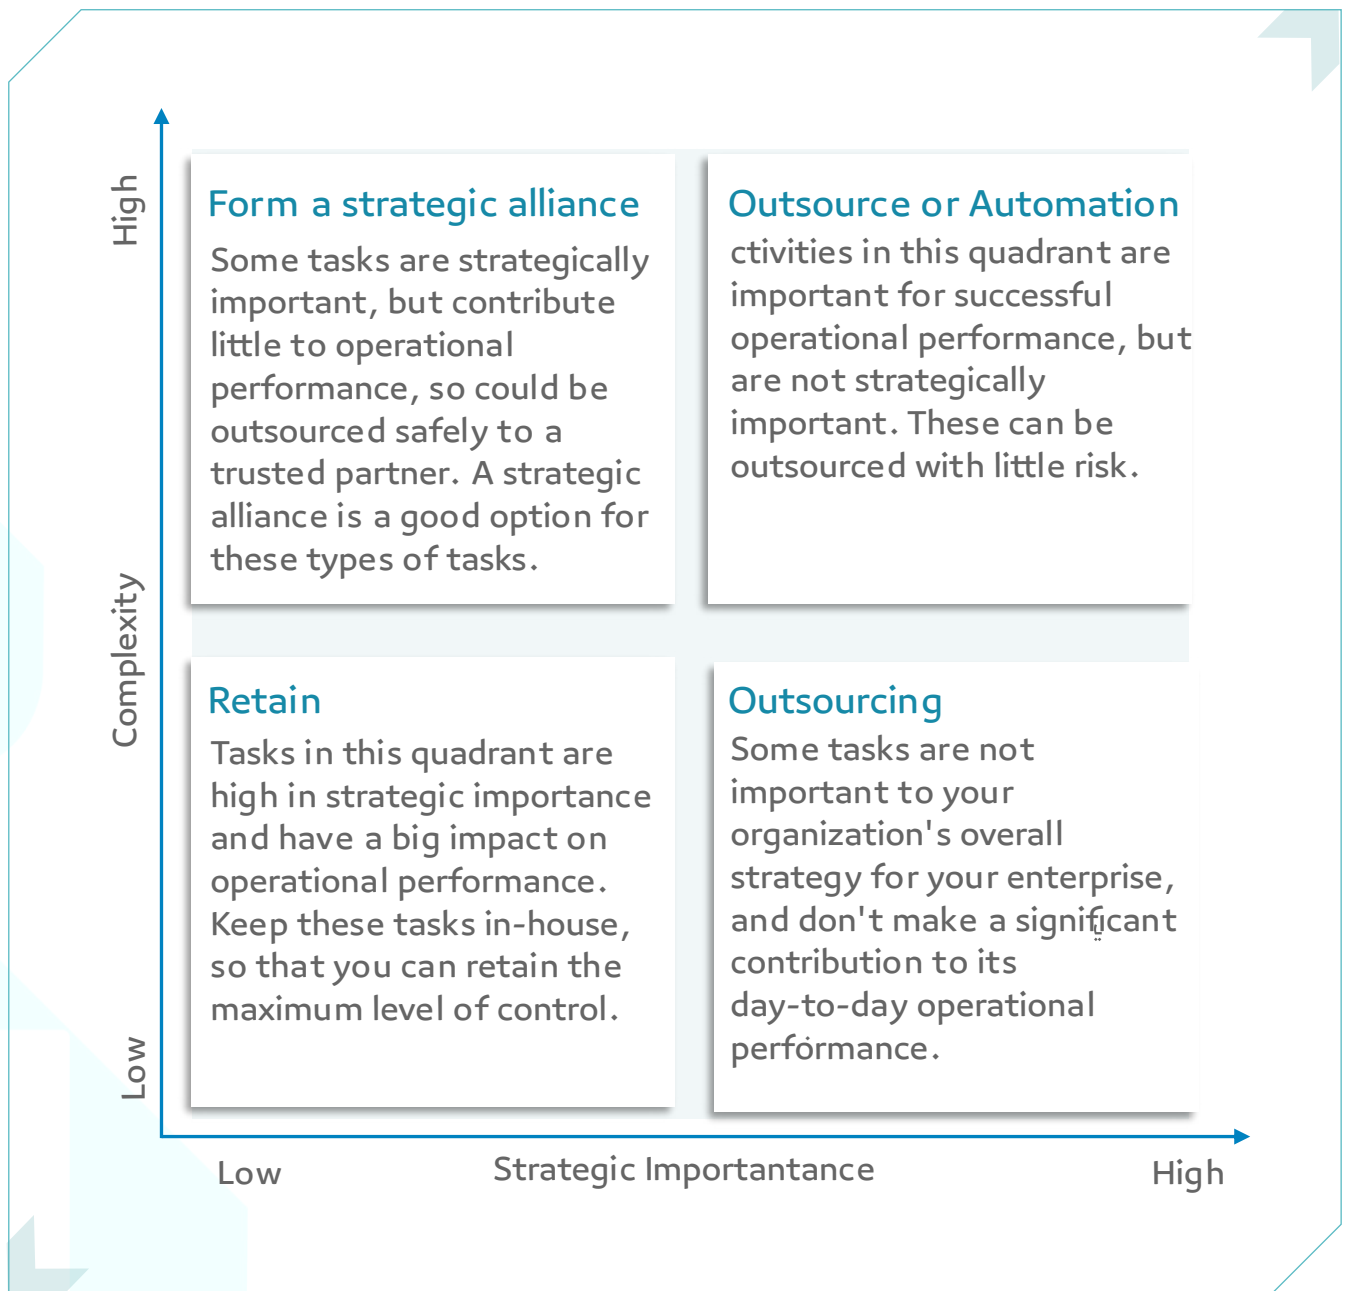 High
Complexity
Low
Form a strategic alliance
Some tasks are strategically
important, but contribute
little to operational
performance, so could be
outsourced safely to a
trusted partner. A strategic
alliance is a good option for
these types of tasks.
Outsource or Automation
ctivities in this quadrant are
important for successful
operational performance, but
are not strategically
important. These can be
outsourced with little risk.
Retain
Tasks in this quadrant are
high in strategic importance
and have a big impact on
operational performance.
Keep these tasks in-house,
so that you can retain the
maximum level of control.
Outsourcing
Some tasks are not
important to your
organization's overall
strategy for your enterprise,
and don't make a significant
contribution to its
day-to-day operational
performance.
Low
Strategic Importantance
High